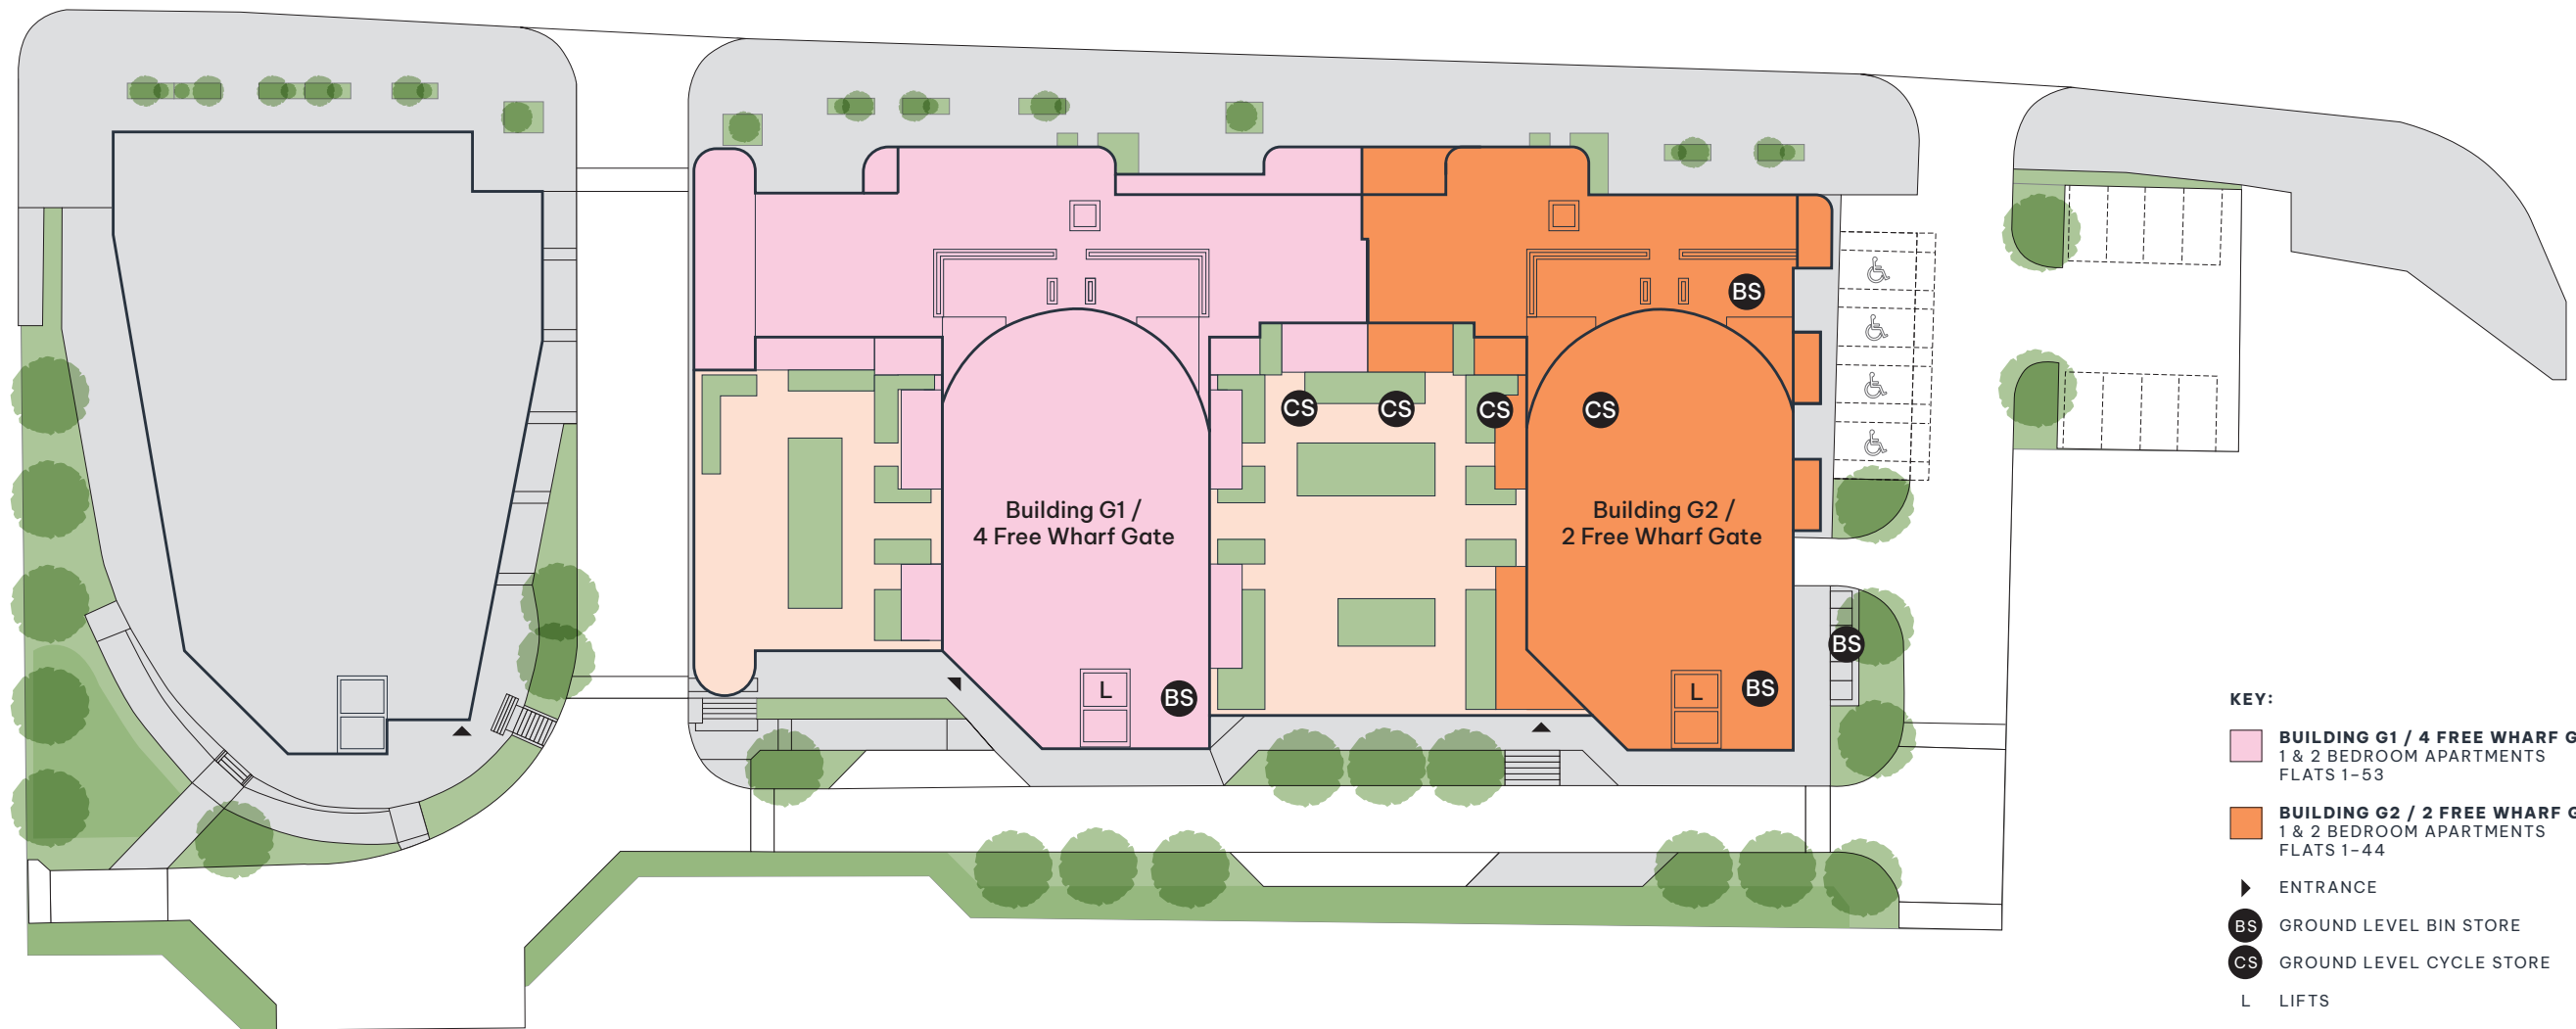 BS
CS
CS
CS
CS
Building G1 /
4 Free Wharf Gate
Building G2 /
2 Free Wharf Gate
BS
L
BS
L
BS
KEY:
BUILDING G1 / 4 FREE WHARF G
1 & 2 BEDROOM APARTMENTS
FLATS 1–53
BUILDING G2 / 2 FREE WHARF G
1 & 2 BEDROOM APARTMENTS
FLATS 1–44
ENTRANCE
BS GROUND LEVEL BIN STORE
CS GROUND LEVEL CYCLE STORE
L LIFTS